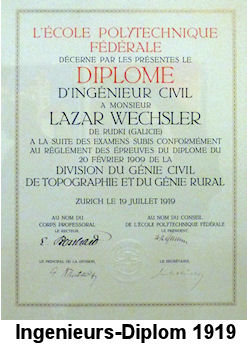 L'ÉCOLE POLYTECHNIQUE
FÉDÉRALE
DÉCERNE PAR LES PRÉSENTES LE
DIPLOME
D'INGÉNIEUR CIVIL
A MONSIEUR
LAZAR WECHSLER
DE RUDKI (GALICIE)
A LA SUITE DES EXAMENS SUBIS CONFORMÉMENT
AU RÉGLEMENT DES ÉPREUVES DU DIPLOME DU
20 FÉVRIER 1909 DE LA
DIVISION DU GÉNIE CIVIL
DE TOPOGRAPHIE ET DU GÉNIE RURAL
ZURICH LE 19 JUILLET 1919
AU NOM DU
CORPS PROFESSORAL
LE RECTEUR,
AU NOM DU CONSEIL
DE L'ÉCOLE POLYTECHNIQUE FÉDÉRALE
LE PRÉSIDENT
LE PRINCIPAL DE LA DIVISION,
LE SECRÉTAIRE,
Ingenieurs-Diplom 1919